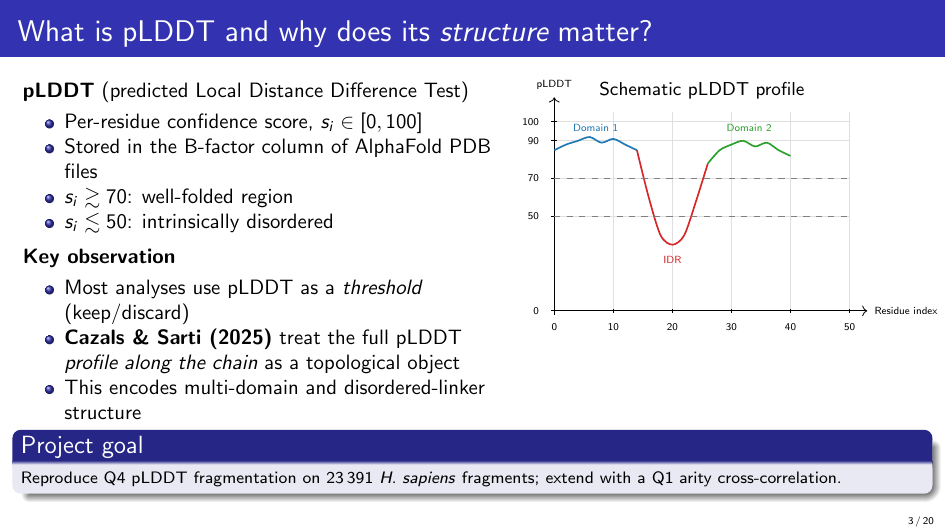 What is pLDDT and why does its structure matter?
pLDDT (predicted Local Distance Difference Test)
Per-residue confidence score, sᵢ ∈ [0, 100]
Stored in the B-factor column of AlphaFold PDB
files
sᵢ ≳ 70: well-folded region
sᵢ ≲ 50: intrinsically disordered
Key observation
Most analyses use pLDDT as a threshold
(keep/discard)
Cazals & Sarti (2025) treat the full pLDDT
profile along the chain as a topological object
This encodes multi-domain and disordered-linker
structure
pLDDT
Schematic pLDDT profile
100
90
70
50
0
Domain 1
Domain 2
IDR
0 10 20 30 40 50
Residue index
Project goal
Reproduce Q4 pLDDT fragmentation on 23 391 H. sapiens fragments; extend with a Q1 arity cross-correlation.
3 / 20